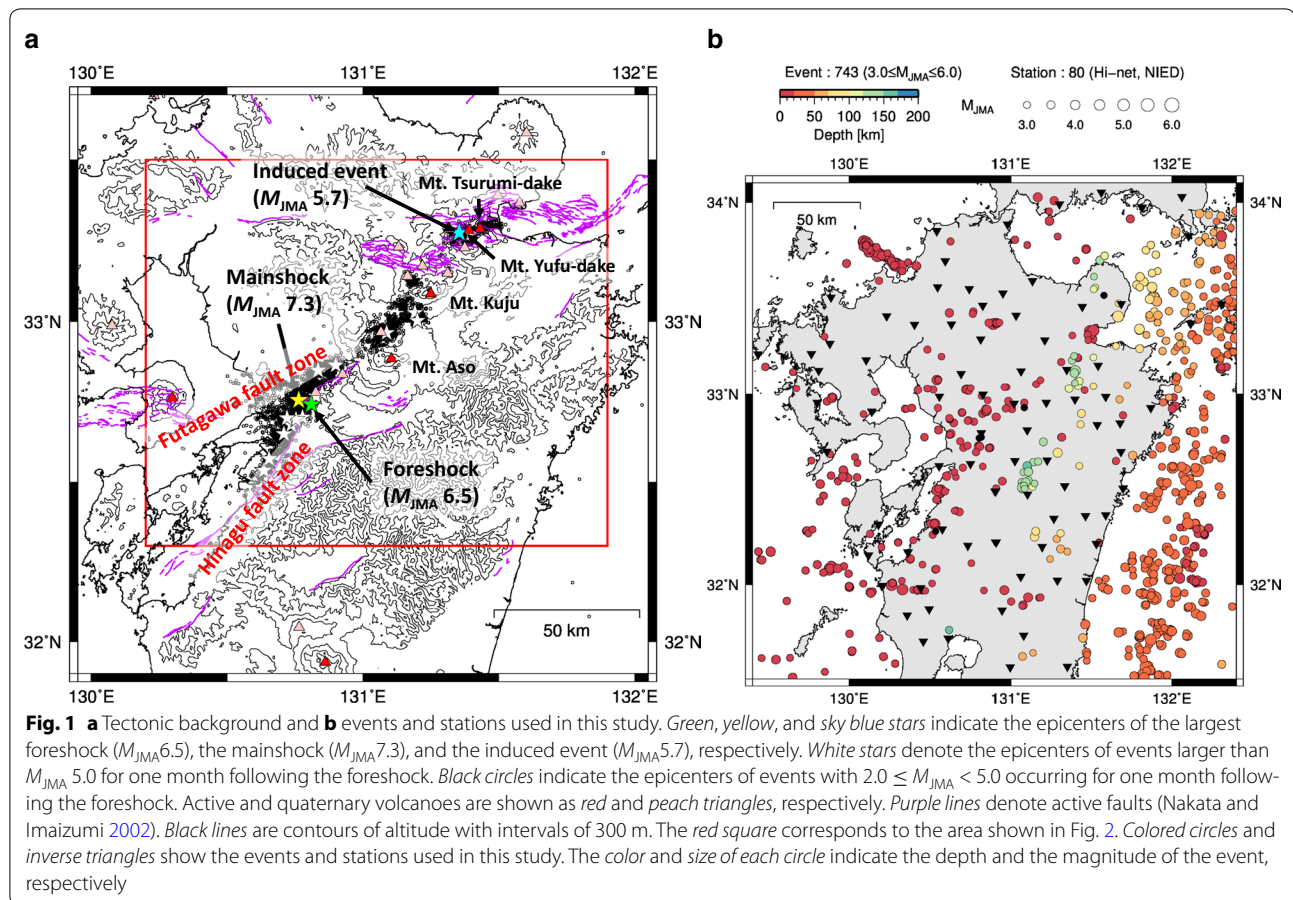 a
130˚E
131˚E
132˚E
Induced event
(MJMA 5.7)
Mt. Tsurumi-dake
Mt. Yufu-dake
Mainshock
(MJMA 7.3)
Mt. Kuju
33˚N
Mt. Aso
Futagawa fault zone
Foreshock
(MJMA 6.5)
Hinagu fault zone
50 km
32˚N
130˚E
131˚E
132˚E
b
Event : 743 (3.0≤MJMA≤6.0)
Station : 80 (Hi-net, NIED)
0 50 100 150 200
Depth [km]
MJMA
3.0 4.0 5.0 6.0
130˚E
131˚E
132˚E
34˚N
50 km
33˚N
32˚N
130˚E
131˚E
132˚E
Fig. 1 a Tectonic background and b events and stations used in this study. Green, yellow, and sky blue stars indicate the epicenters of the largest
foreshock (MJMA6.5), the mainshock (MJMA7.3), and the induced event (MJMA5.7), respectively. White stars denote the epicenters of events larger than
MJMA 5.0 for one month following the foreshock. Black circles indicate the epicenters of events with 2.0 ≤ MJMA < 5.0 occurring for one month follow-
ing the foreshock. Active and quaternary volcanoes are shown as red and peach triangles, respectively. Purple lines denote active faults (Nakata and
Imaizumi 2002). Black lines are contours of altitude with intervals of 300 m. The red square corresponds to the area shown in Fig. 2. Colored circles and
inverse triangles show the events and stations used in this study. The color and size of each circle indicate the depth and the magnitude of the event,
respectively